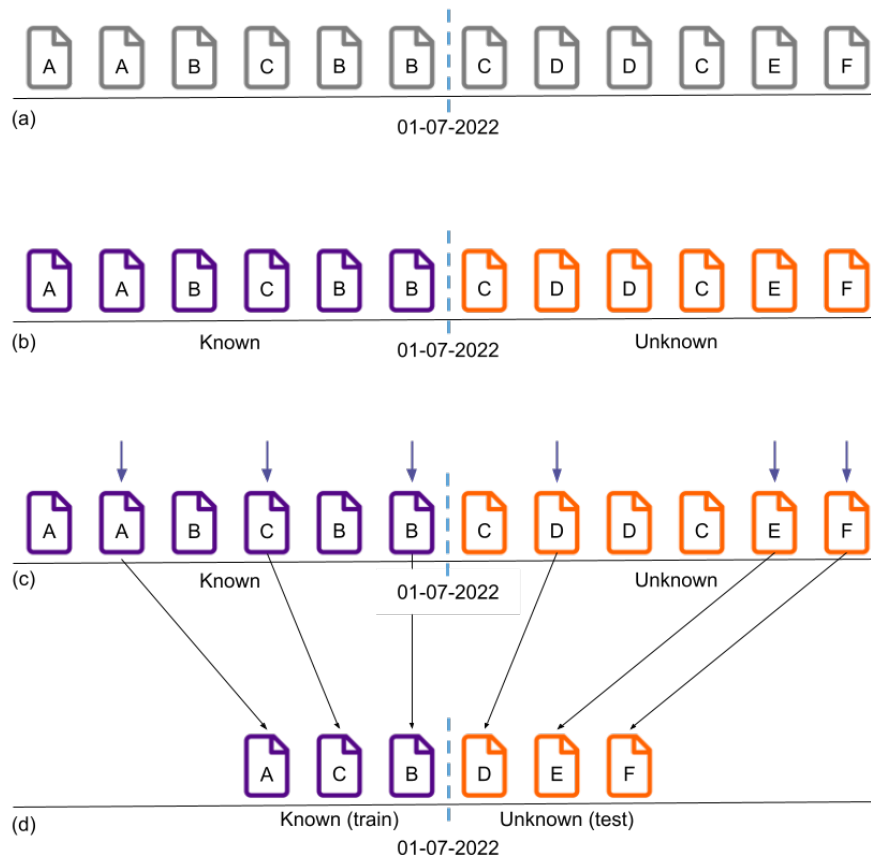 A A B C B B C D D C E F
(a)
01-07-2022
A A B C B B C D D C E F
(b) Known 01-07-2022 Unknown
A A B C B B C D D C E F
(c) Known 01-07-2022 Unknown
A C B D E F
(d) Known (train) Unknown (test)
01-07-2022